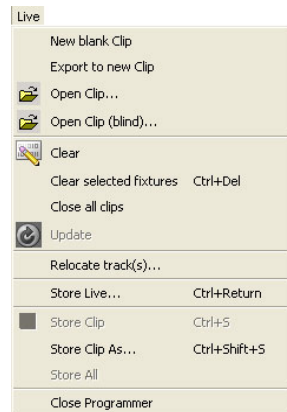 Live
New blank Clip
Export to new Clip
Open Clip...
Open Clip (blind)...
Clear
Clear selected fixtures Ctrl+Del
Close all clips
Update
Relocate track(s)...
Store Live... Ctrl+Return
Store Clip Ctrl+S
Store Clip As... Ctrl+Shift+S
Store All
Close Programmer